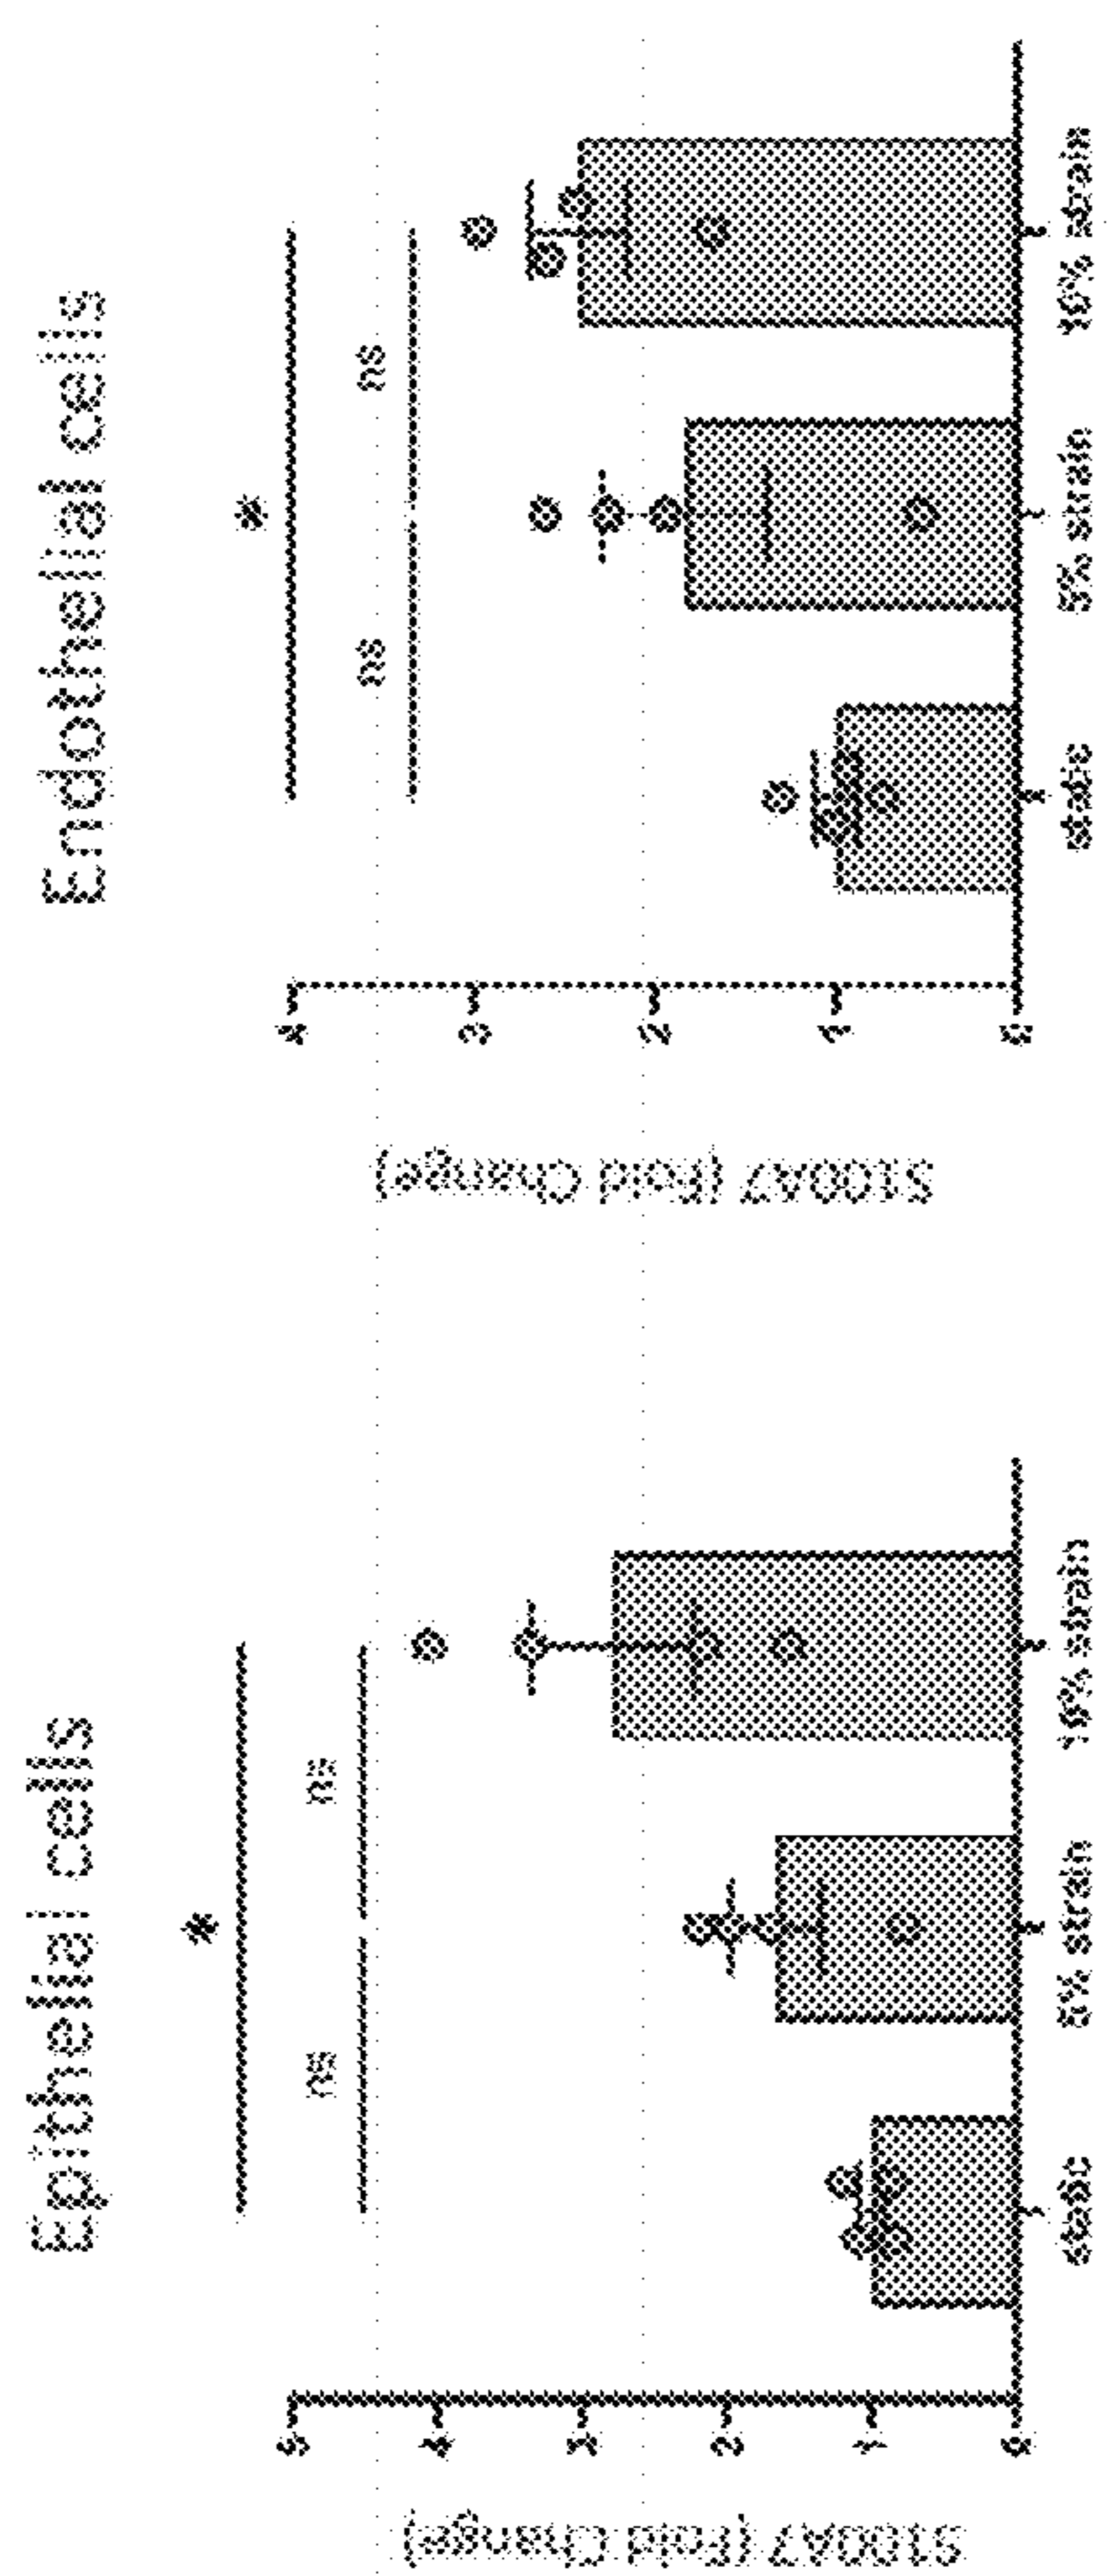 Epithelial cells
S100A7 (Fold Change)
5
4
3
2
1
0
*
ns
ns
static
5% strain
10% strain
Endothelial cells
S100A7 (Fold Change)
4
3
2
1
0
*
ns
ns
static
5% strain
10% strain